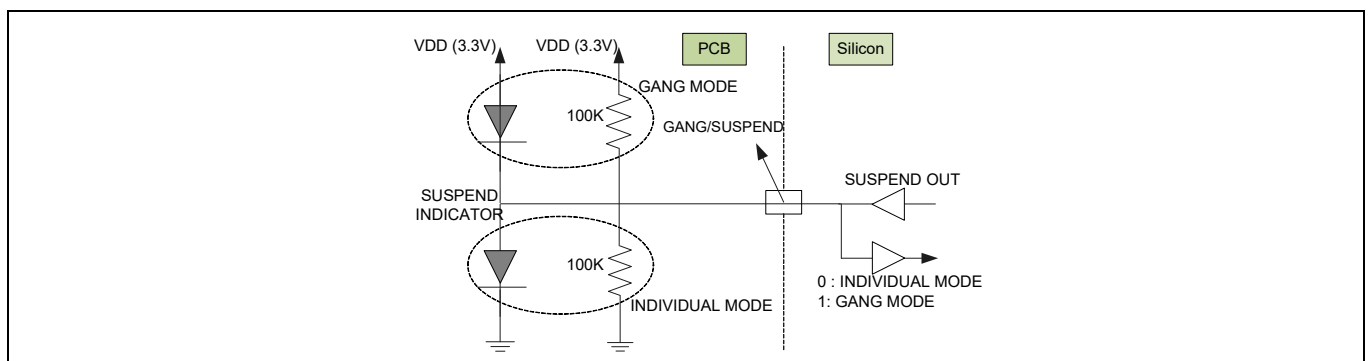 VDD (3.3V)
VDD (3.3V)
PCB
Silicon
GANG MODE
100K
GANG/SUSPEND
SUSPEND OUT
SUSPEND
INDICATOR
100K
0 : INDIVIDUAL MODE
1: GANG MODE
INDIVIDUAL MODE